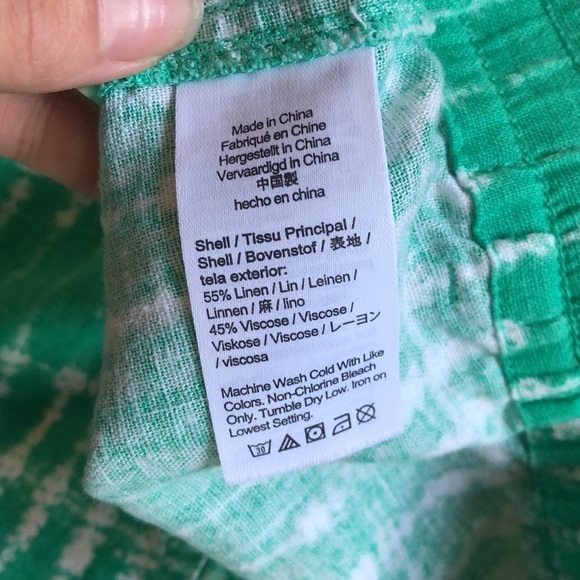 Made in China
Fabriqué en Chine
Hergestellt in China
Vervaardigd in China
中国製
hecho en china
Shell / Tissu Principal /
Shell / Bovenstof / 表地 /
tela exterior:
55% Linen / Lin / Leinen /
Linnen / 麻 / lino
45% Viscose / Viscose /
Viskose / Viscose / レーヨン
/ viscosa
Machine Wash Cold With Like
Colors. Non-Chlorine Bleach
Only. Tumble Dry Low. Iron on
Lowest Setting.
30